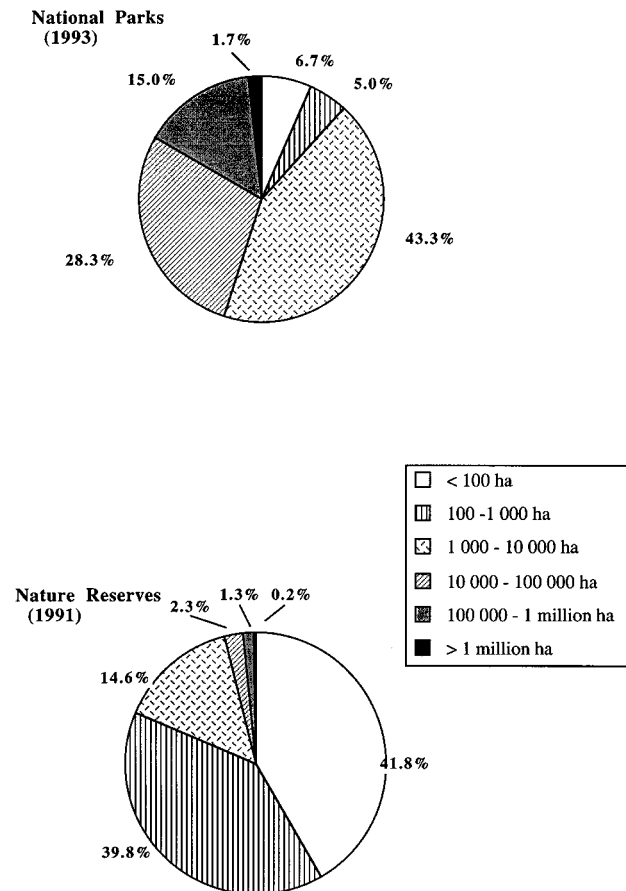 National Parks
(1993)
1.7%
6.7%
15.0%
5.0%
28.3%
43.3%
< 100 ha
100 -1 000 ha
1 000 - 10 000 ha
10 000 - 100 000 ha
100 000 - 1 million ha
> 1 million ha
Nature Reserves
(1991)
2.3%
1.3%
0.2%
14.6%
41.8%
39.8%